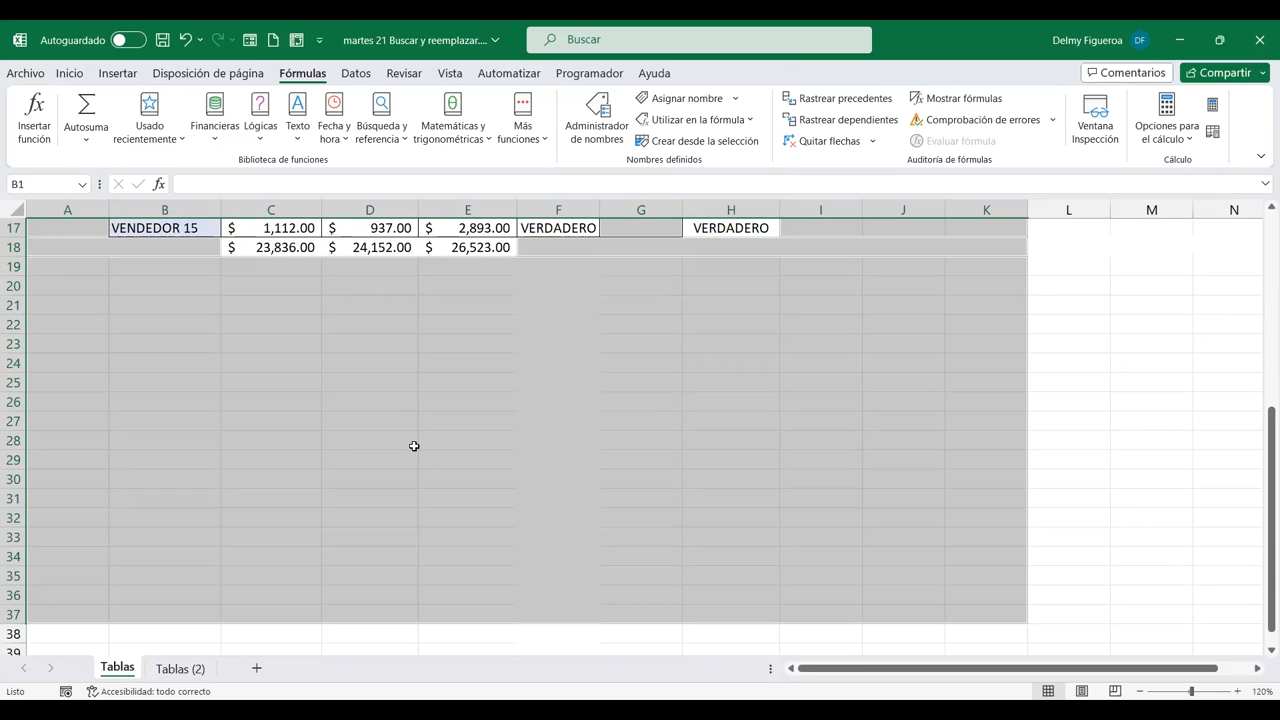 Autoguardado
martes 21 Buscar y reemplazar....
Buscar
Delmy Figueroa DF
Archivo Inicio Insertar Disposición de página Fórmulas Datos Revisar Vista Automatizar Programador Ayuda
Comentarios Compartir
Insertar función
Autosuma
Usado recientemente
Financieras
Lógicas
Texto
Fecha y hora
Búsqueda y referencia
Matemáticas y trigonométricas
Más funciones
Biblioteca de funciones
Administrador de nombres
Asignar nombre
Utilizar en la fórmula
Crear desde la selección
Nombres definidos
Rastrear precedentes
Rastrear dependientes
Quitar flechas
Mostrar fórmulas
Comprobación de errores
Evaluar fórmula
Auditoría de fórmulas
Ventana Inspección
Opciones para el cálculo
Cálculo
B1 fx
A B C D E F G H I J K L M N
17 VENDEDOR 15 $ 1,112.00 $ 937.00 $ 2,893.00 VERDADERO VERDADERO
18 $ 23,836.00 $ 24,152.00 $ 26,523.00
19
20
21
22
23
24
25
26
27
28
29
30
31
32
33
34
35
36
37
38
39
Tablas Tablas (2)
Listo Accesibilidad: todo correcto 120%